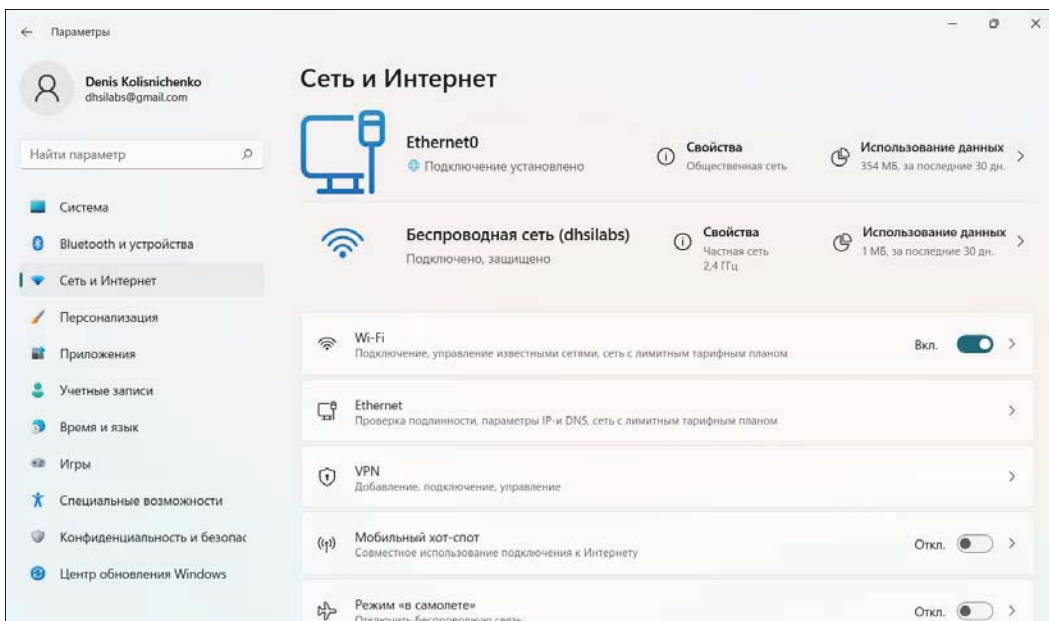 Параметры
Denis Kolisnichenko
dhsilabs@gmail.com
Найти параметр
Система
Bluetooth и устройства
Сеть и Интернет
Персонализация
Приложения
Учетные записи
Время и язык
Игры
Специальные возможности
Конфиденциальность и безопас
Центр обновления Windows
Сеть и Интернет
Ethernet0
Подключение установлено
Свойства
Общественная сеть
Использование данных
354 МБ, за последние 30 дн.
Беспроводная сеть (dhsilabs)
Подключено, защищено
Свойства
Частная сеть
2,4 ГГц
Использование данных
1 МБ, за последние 30 дн.
Wi-Fi
Подключение, управление известными сетями, сеть с лимитным тарифным планом
Вкл.
Ethernet
Проверка подлинности, параметры IP-и DNS, сеть с лимитным тарифным планом
VPN
Добавление, подключение, управление
Мобильный хот-спот
Совместное использование подключения к Интернету
Откл.
Режим «в самолете»
Отключить беспроводную связь
Откл.